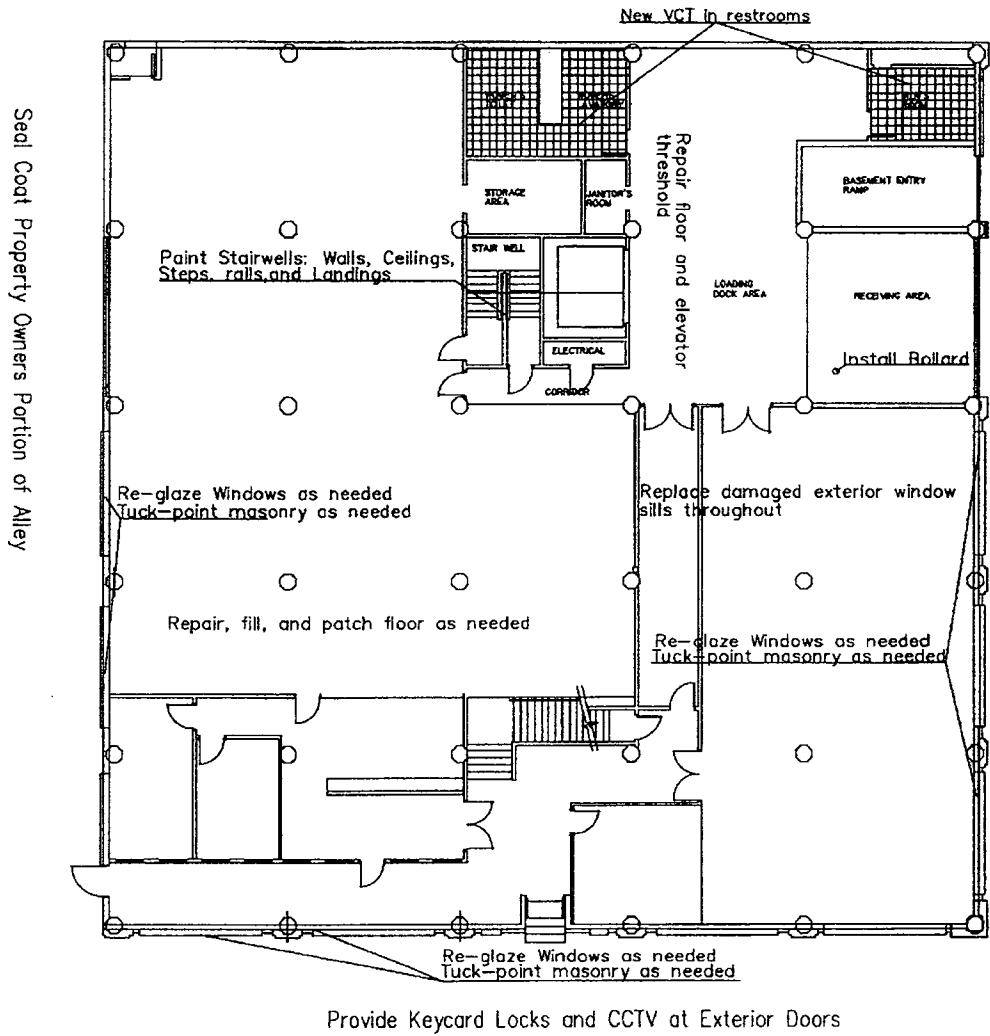 New VCT in restrooms
Seal Coat Property Owners Portion of Alley
Repair floor and elevator
threshold
STORAGE
AREA
JANITOR'S
ROOM
BASEMENT ENTRY
RAMP
STAIR WELL
Paint Stairwells: Walls, Ceilings,
Steps, rails,and Landings
LOADING
DOCK AREA
RECEIVING AREA
ELECTRICAL
Install Bollard
CORRIDOR
Re-glaze Windows as needed
Tuck-point masonry as needed
Replace damaged exterior window
sills throughout
Repair, fill, and patch floor as needed
Re-glaze Windows as needed
Tuck-point masonry as needed
Re-glaze Windows as needed
Tuck-point masonry as needed
Provide Keycard Locks and CCTV at Exterior Doors